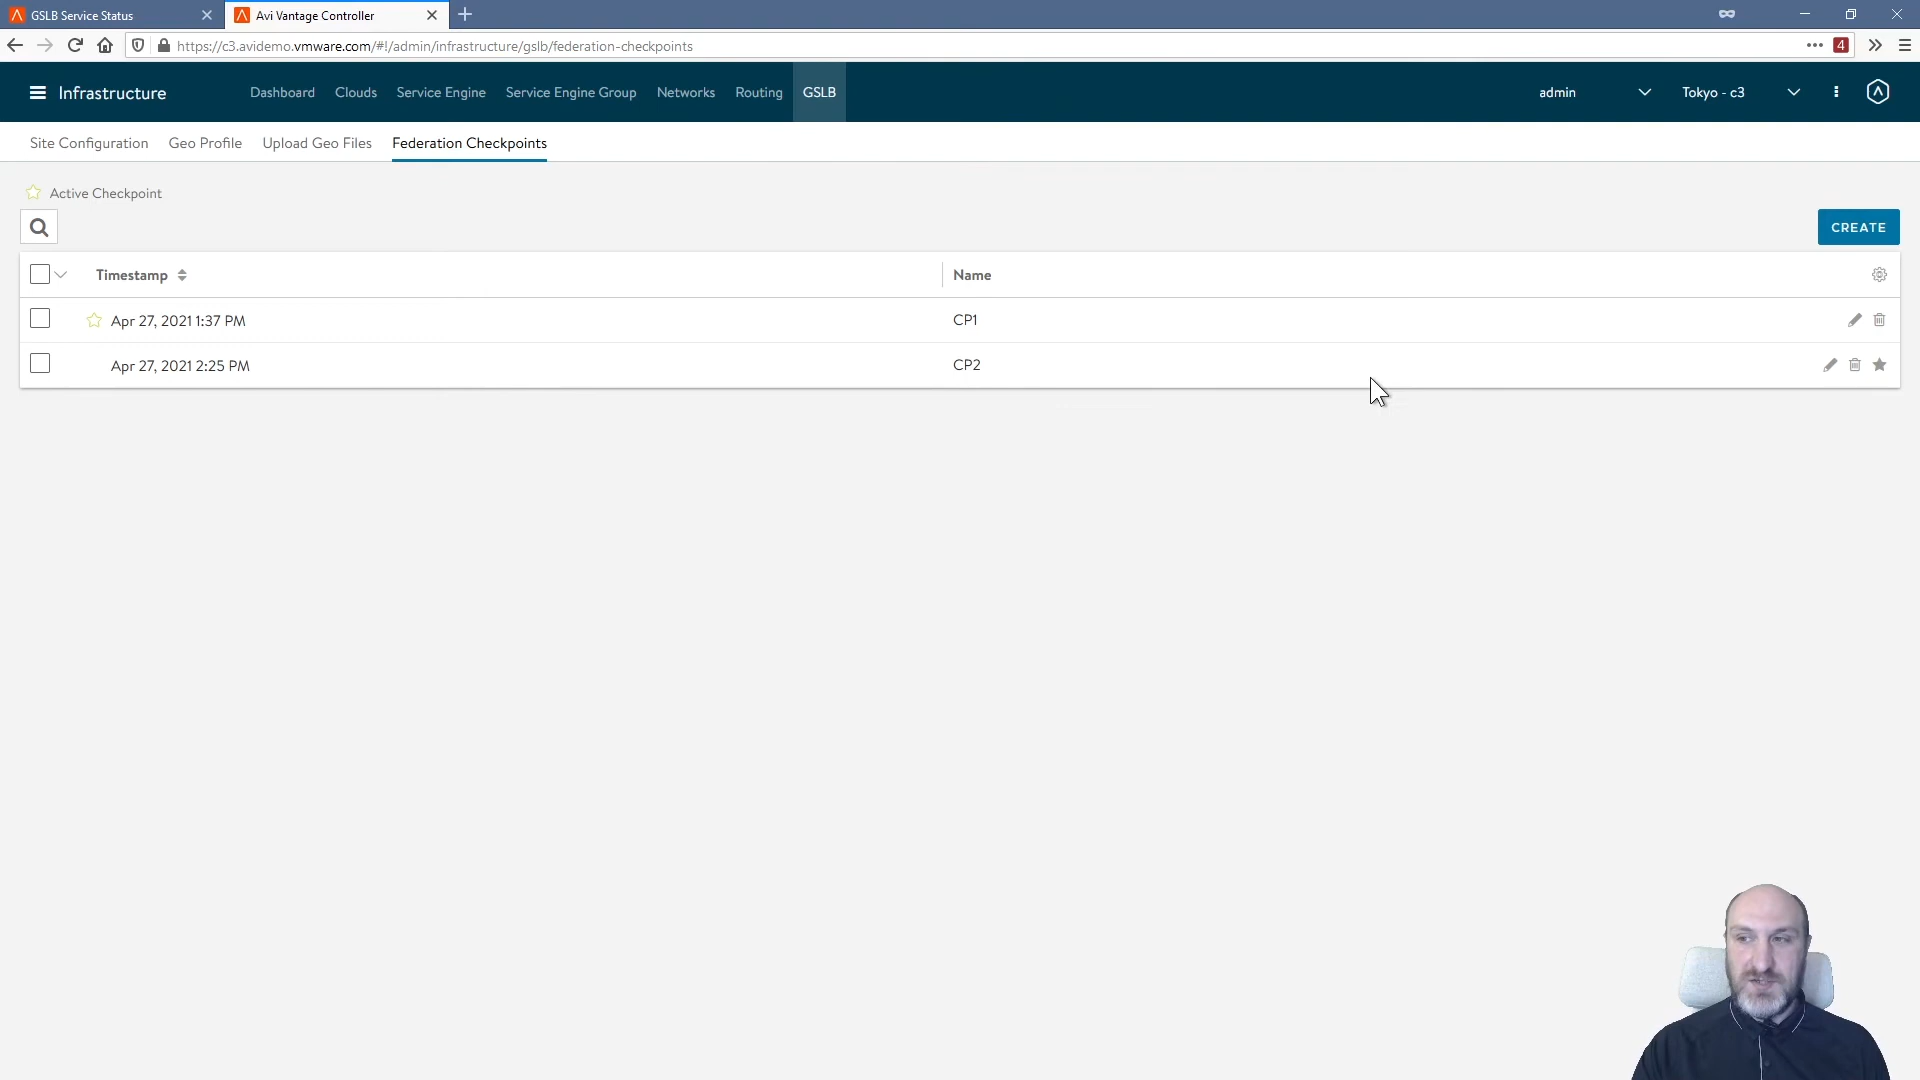 GSLB Service Status
Avi Vantage Controller
https://c3.avidemo.vmware.com/#!/admin/infrastructure/gslb/federation-checkpoints
4
Infrastructure
Dashboard Clouds Service Engine Service Engine Group Networks Routing GSLB
admin
Tokyo - c3
Site Configuration Geo Profile Upload Geo Files Federation Checkpoints
Active Checkpoint
CREATE
Timestamp Name
Apr 27, 2021 1:37 PM CP1
Apr 27, 2021 2:25 PM CP2